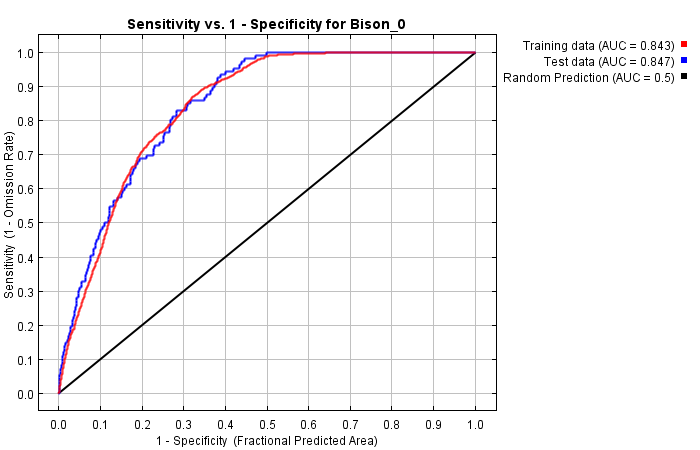 Sensitivity vs. 1 - Specificity for Bison_0
Training data (AUC = 0.843)
Test data (AUC = 0.847)
Random Prediction (AUC = 0.5)
Sensitivity (1 - Omission Rate)
1.0
0.9
0.8
0.7
0.6
0.5
0.4
0.3
0.2
0.1
0.0
0.0 0.1 0.2 0.3 0.4 0.5 0.6 0.7 0.8 0.9 1.0
1 - Specificity (Fractional Predicted Area)